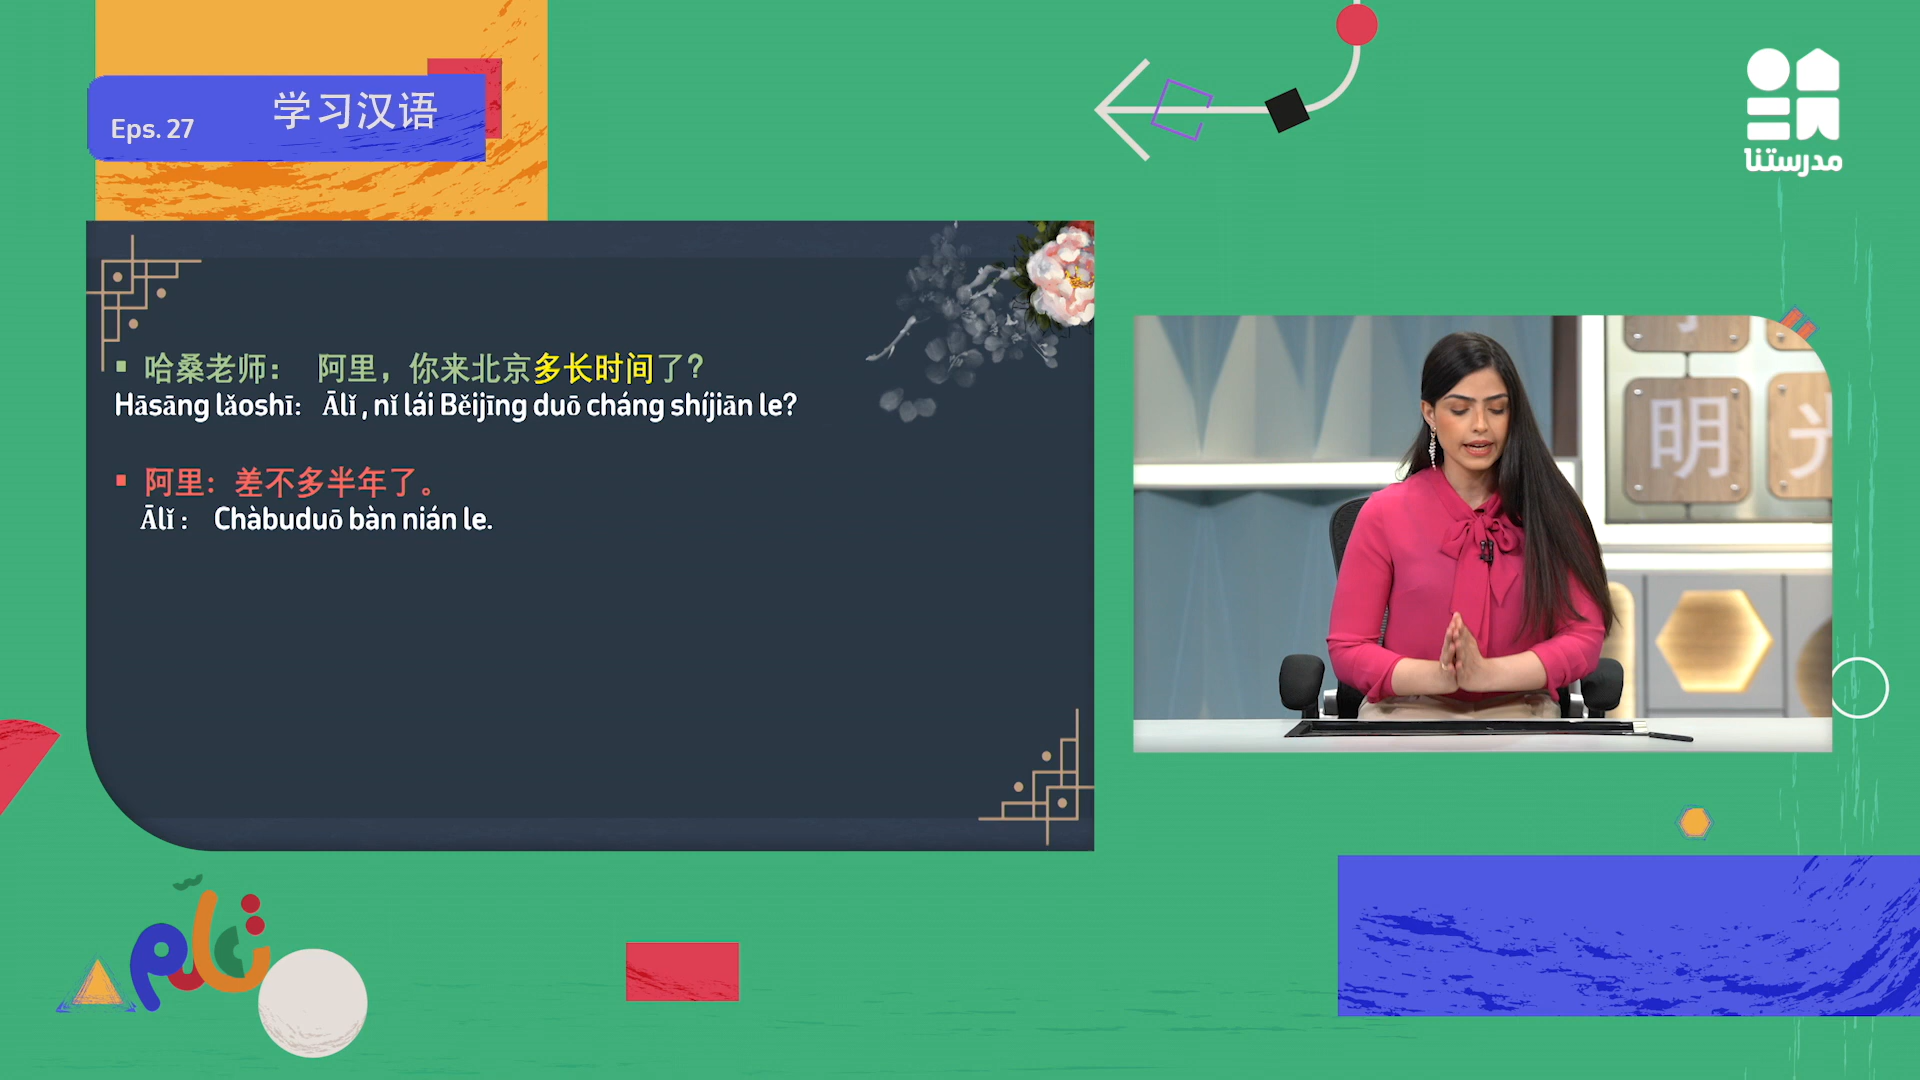 Eps. 27
学习汉语
مدرستنا
哈桑老师： 阿里，你来北京多长时间了？
Hāsāng lǎoshī: Ālǐ , nǐ lái Běijīng duō cháng shíjiān le?
阿里：差不多半年了。
Ālǐ : Chàbuduō bàn nián le.
明
تكلم